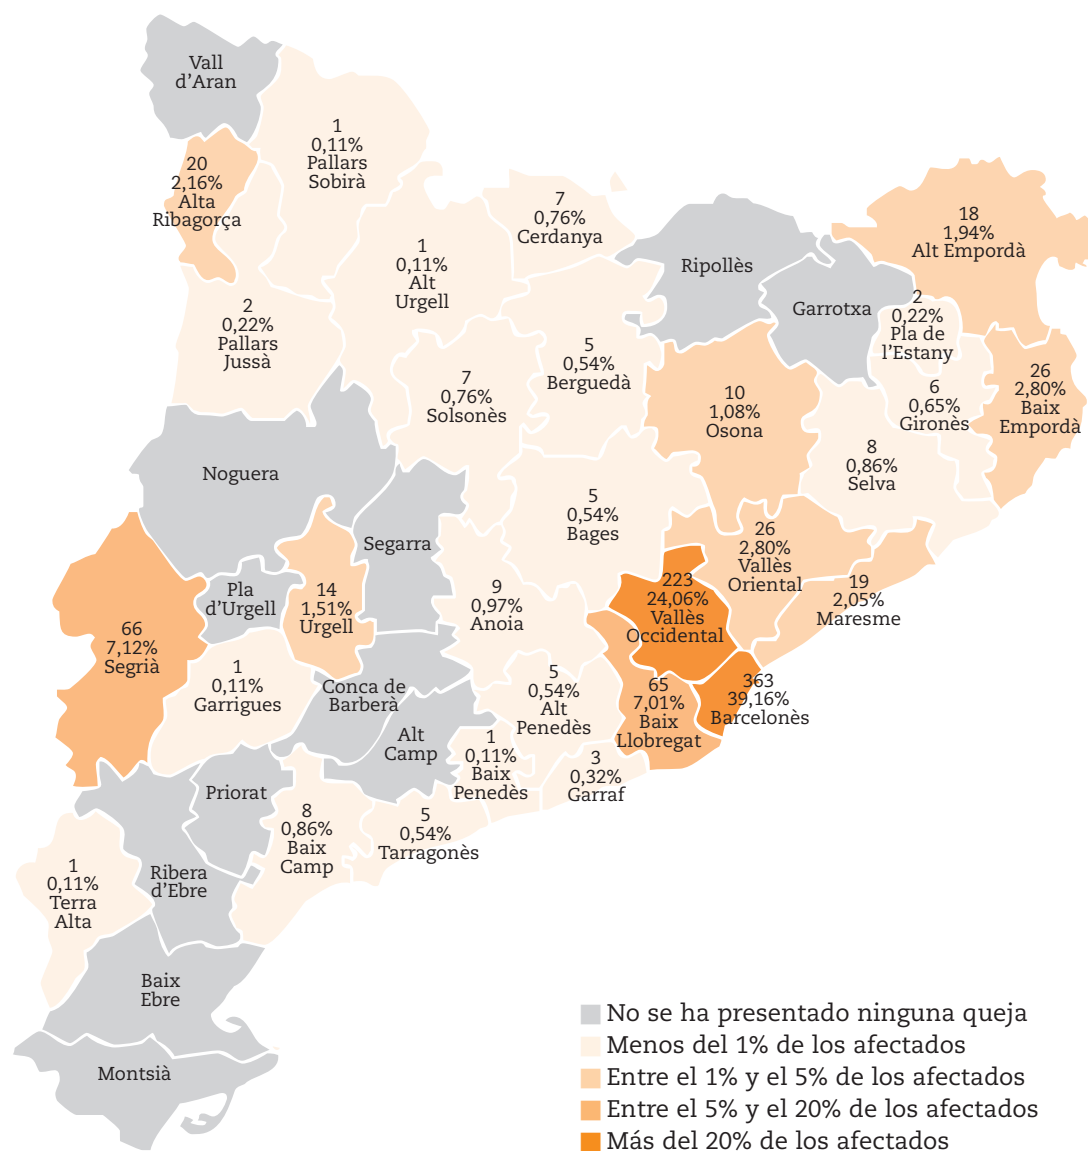 Vall
d’Aran
1
0,11%
Pallars
Sobirà
20
2,16%
Alta
Ribagorça
7
0,76%
Cerdanya
18
1,94%
Alt Empordà
1
0,11%
Alt
Urgell
Ripollès
Garrotxa
2
0,22%
Pla de
l’Estany
2
0,22%
Pallars
Jussà
5
0,54%
Berguedà
7
0,76%
Solsonès
10
1,08%
Osona
6
0,65%
Gironès
26
2,80%
Baix
Empordà
8
0,86%
Selva
Noguera
5
0,54%
Bages
Segarra
26
2,80%
Vallès
Oriental
Pla
d’Urgell
14
1,51%
Urgell
9
0,97%
Anoia
223
24,06%
Vallès
Occidental
19
2,05%
Maresme
66
7,12%
Segrià
1
0,11%
Garrigues
Conca de
Barberà
5
0,54%
Alt
Penedès
65
7,01%
Baix
Llobregat
363
39,16%
Barcelonès
Alt
Camp
1
0,11%
Baix
Penedès
3
0,32%
Garraf
Priorat
8
0,86%
Baix
Camp
5
0,54%
Tarragonès
1
0,11%
Terra
Alta
Ribera
d’Ebre
Baix
Ebre
Montsià
No se ha presentado ninguna queja
Menos del 1% de los afectados
Entre el 1% y el 5% de los afectados
Entre el 5% y el 20% de los afectados
Más del 20% de los afectados